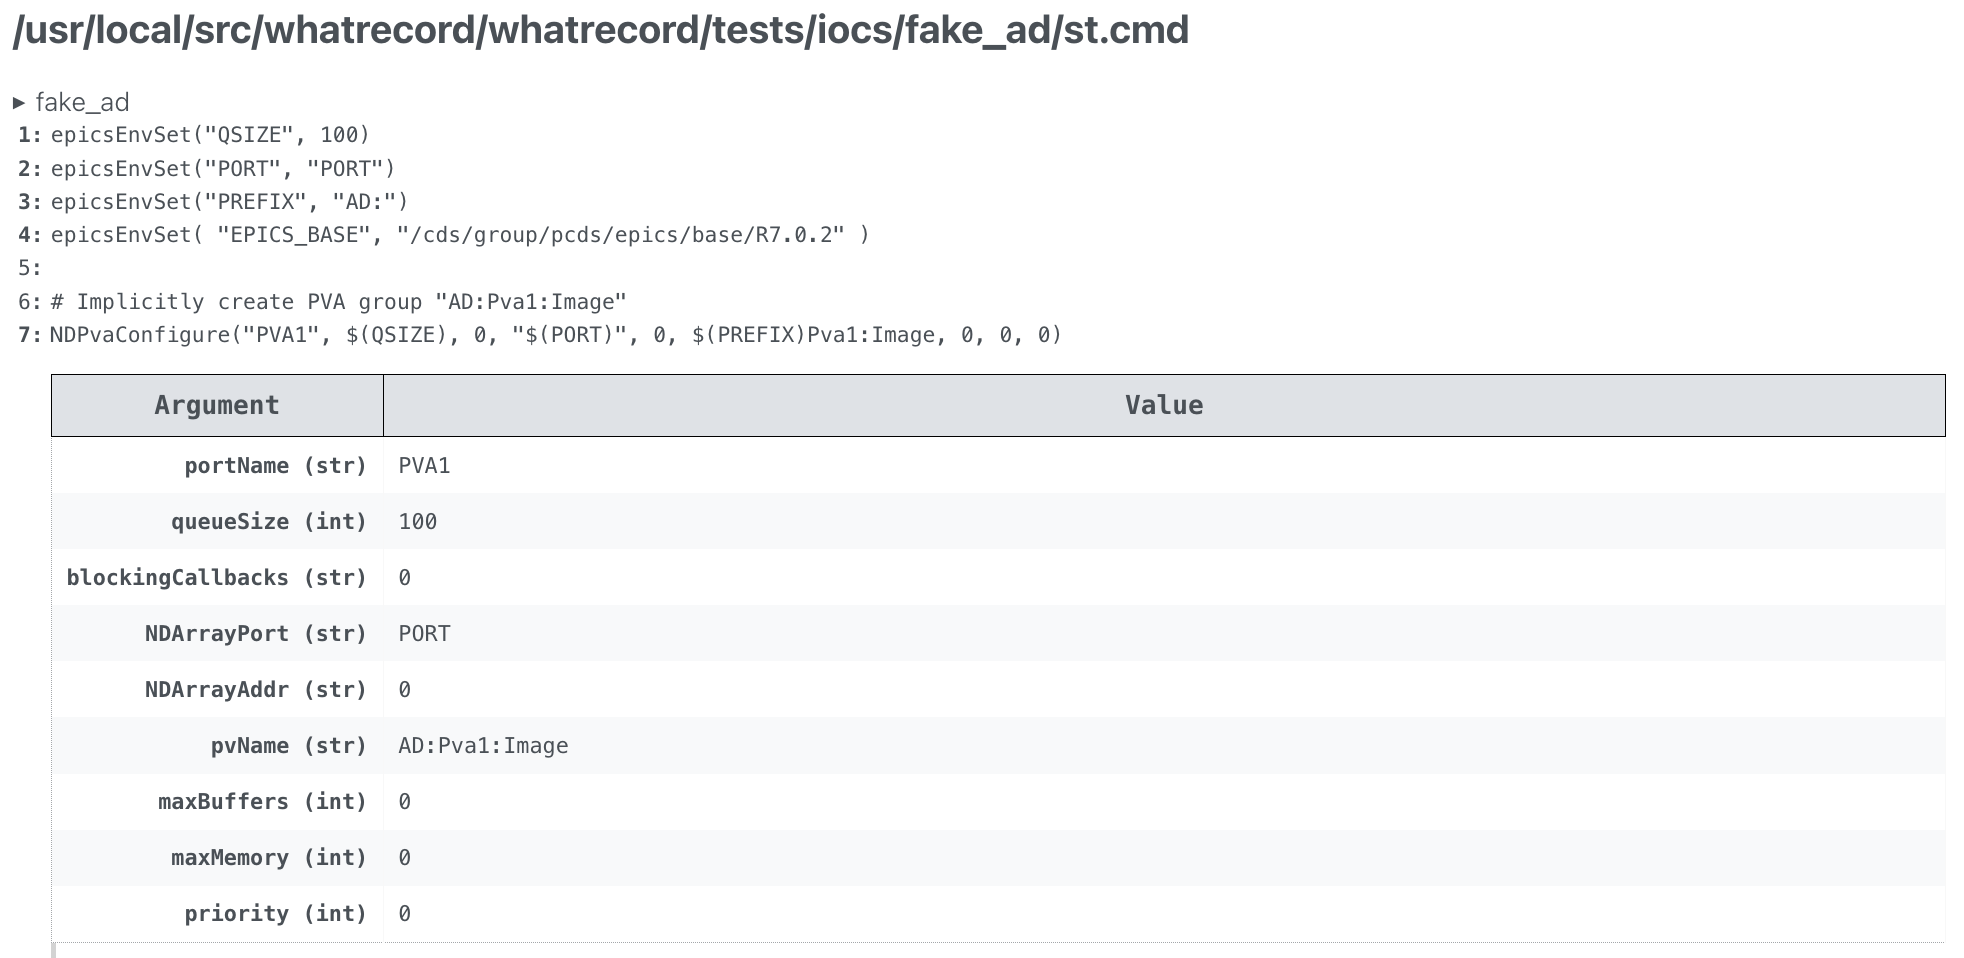 /usr/local/src/whatrecord/whatrecord/tests/iocs/fake_ad/st.cmd
▶ fake_ad
1: epicsEnvSet("QSIZE", 100)
2: epicsEnvSet("PORT", "PORT")
3: epicsEnvSet("PREFIX", "AD:")
4: epicsEnvSet( "EPICS_BASE", "/cds/group/pcds/epics/base/R7.0.2" )
5:
6: # Implicitly create PVA group "AD:Pva1:Image"
7: NDPvaConfigure("PVA1", $(QSIZE), 0, "$(PORT)", 0, $(PREFIX)Pva1:Image, 0, 0, 0)
Argument Value
portName (str) PVA1
queueSize (int) 100
blockingCallbacks (str) 0
NDArrayPort (str) PORT
NDArrayAddr (str) 0
pvName (str) AD:Pva1:Image
maxBuffers (int) 0
maxMemory (int) 0
priority (int) 0